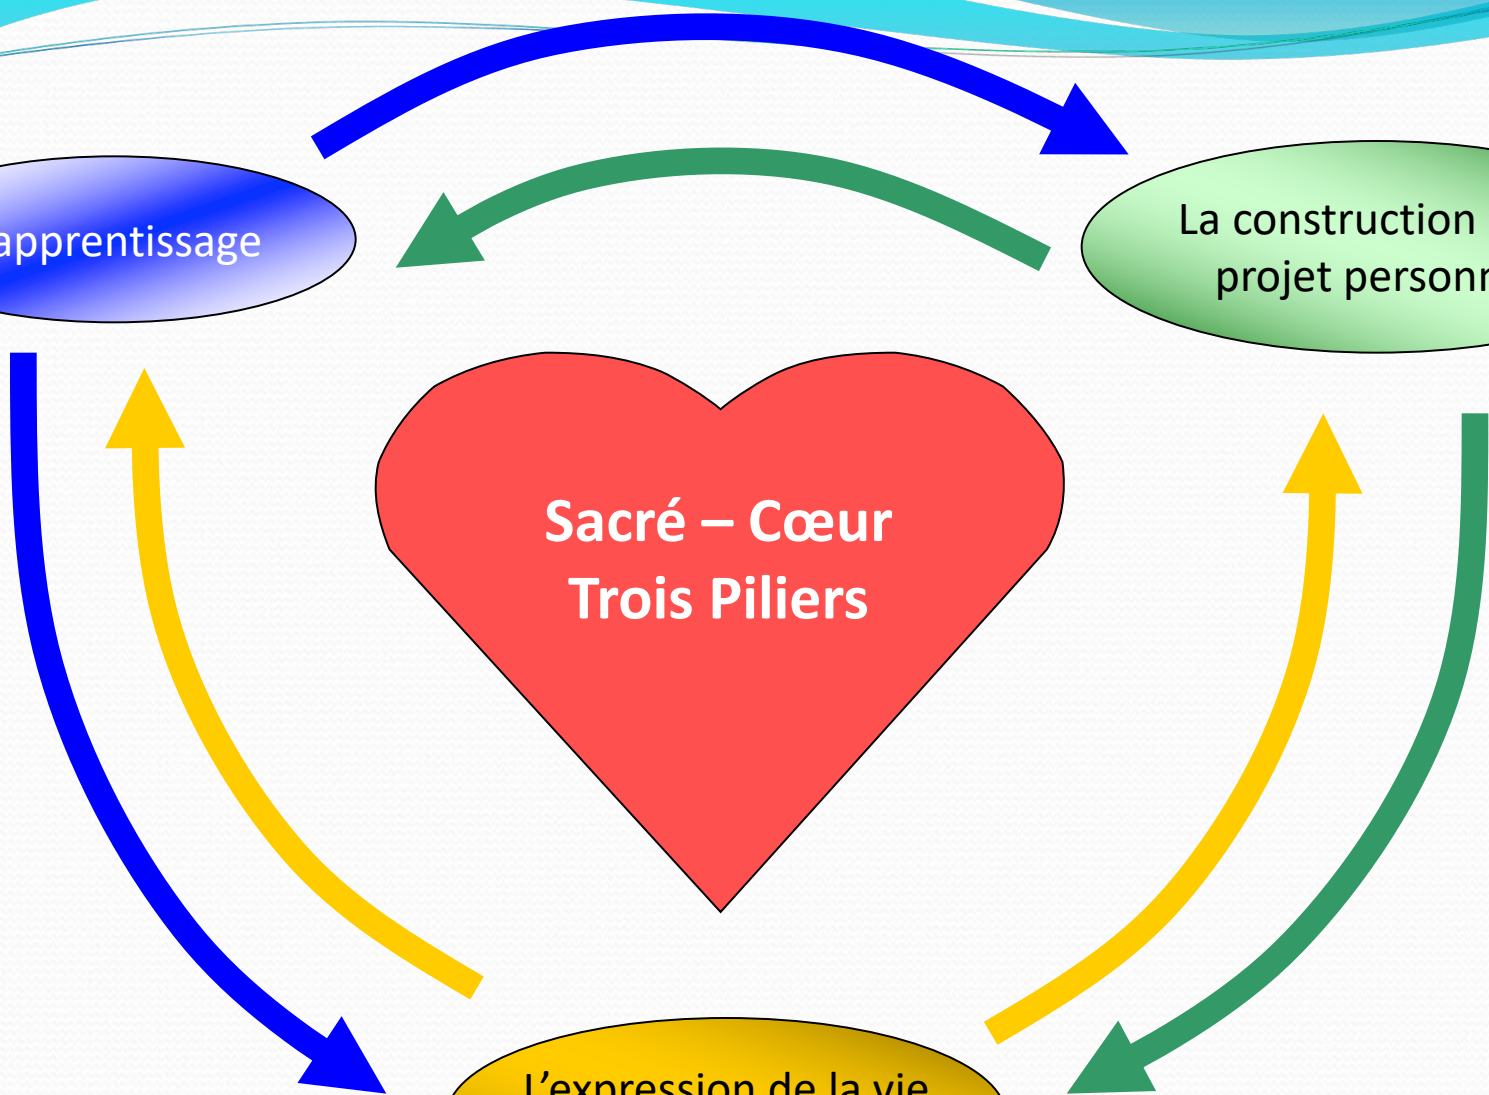 apprentissage
La construction
projet person
Sacré – Cœur
Trois Piliers
L’expression de la vie